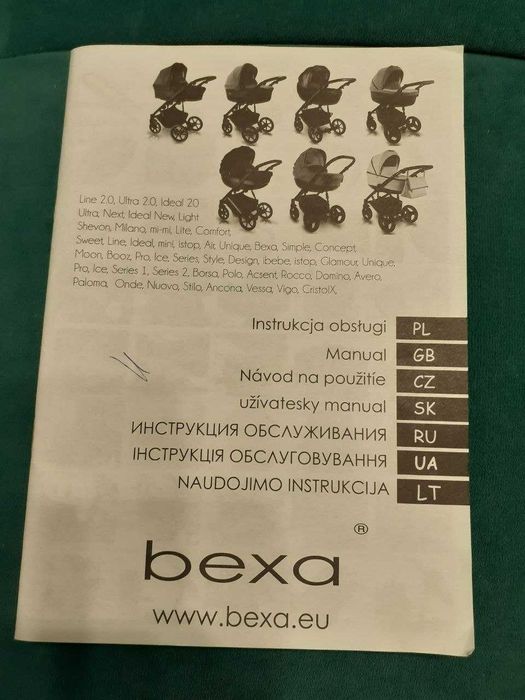 Line 2.0, Ultra 2.0, Ideal 20
Ultra, Next, Ideal New, Light
Shevon, Milano, mi-mi, Lite, Comfort,
Sweet, Line, Ideal, mini, istop, Air, Unique, Bexa, Simple, Concept
Moon, Booz, Pro, Ice, Series, Style, Design, ibebe, istop, Glamour, Unique,
Pro, Ice, Series 1, Series 2, Borsa, Polo, Acsent, Rocco, Domino, Avero,
Paloma, Onde, Nuovo, Stilo, Ancona, Vessa, Vigo, CristolX,
Instrukcja obsługi PL
Manual GB
Návod na použitíe CZ
užívatesky manual SK
ИНСТРУКЦИЯ ОБСЛУЖИВАНИЯ RU
ІНСТРУКЦІЯ ОБСЛУГОВУВАННЯ UA
NAUDOJIMO INSTRUKCIJA LT
bexa ®
www.bexa.eu